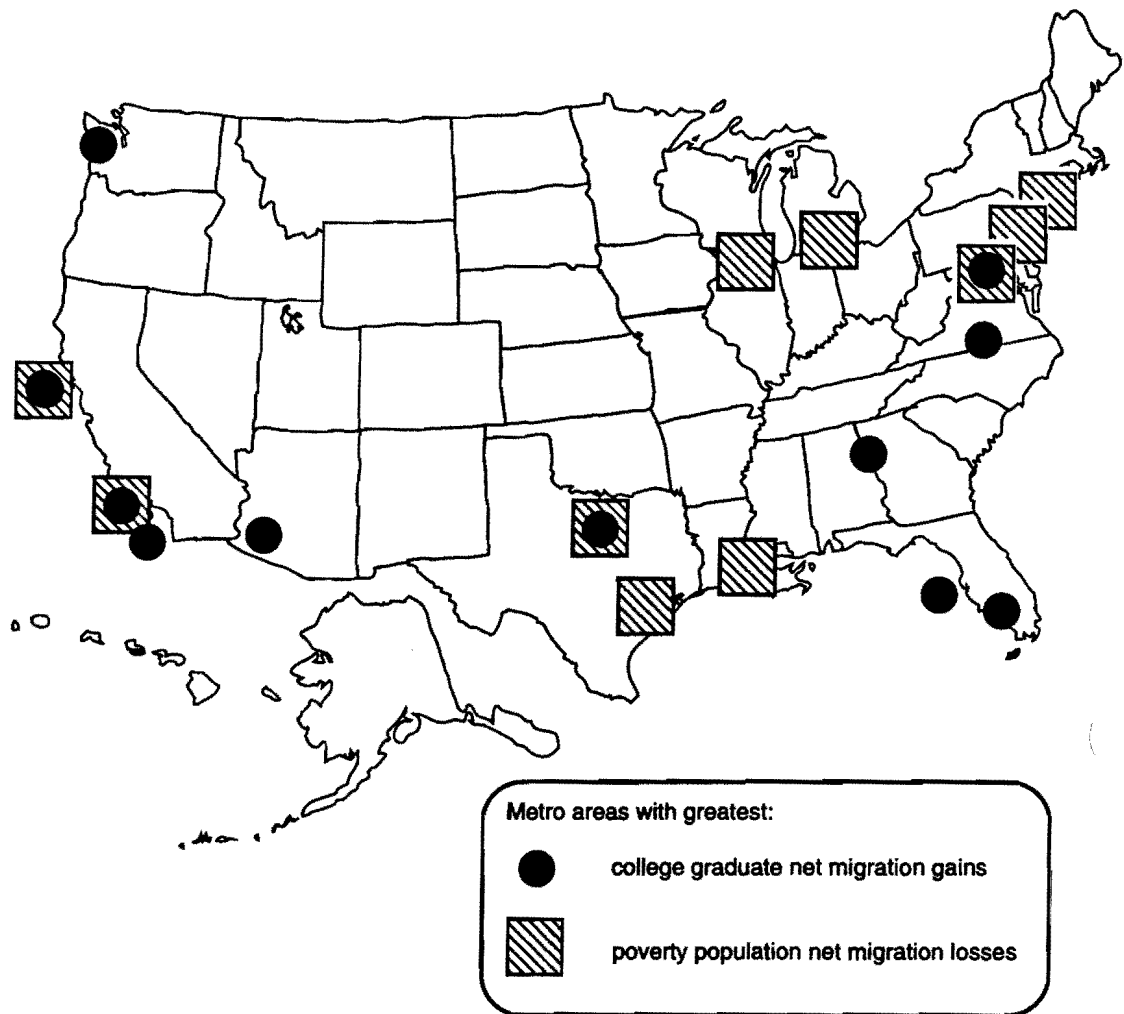 Metro areas with greatest:
college graduate net migration gains
poverty population net migration losses